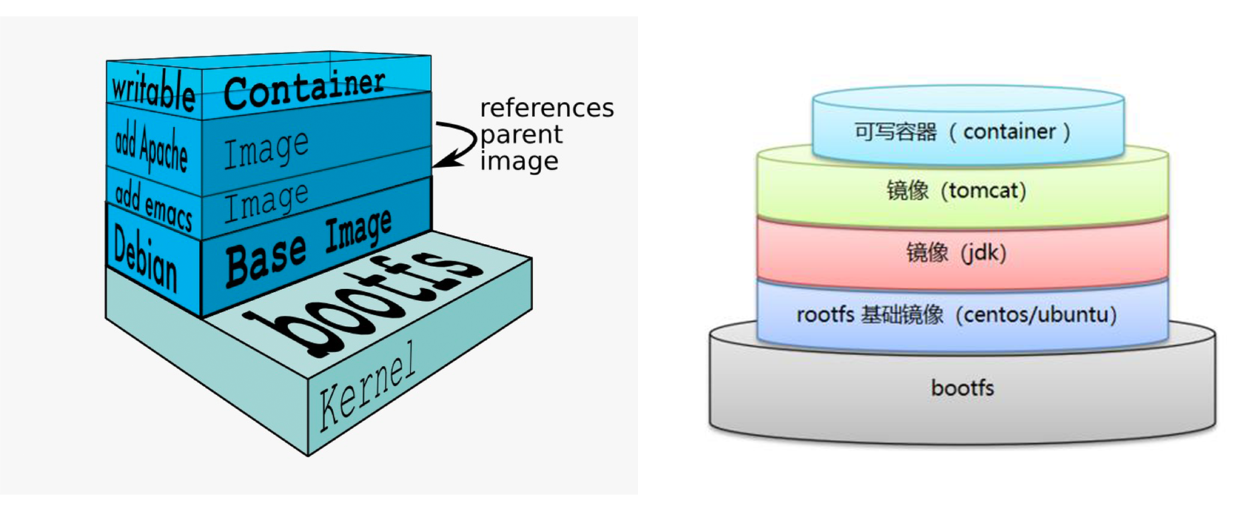 writable Container
add Apache Image
add emacs Image
Debian Base Image
bootfs
Kernel
references
parent
image
可写容器（container）
镜像（tomcat）
镜像（jdk）
rootfs 基础镜像（centos/ubuntu）
bootfs